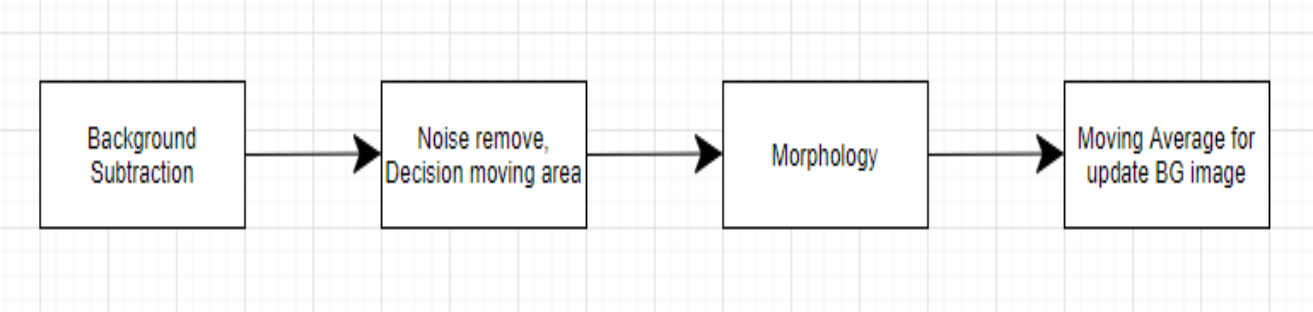 Background
Subtraction
Noise remove,
Decision moving area
Morphology
Moving Average for
update BG image